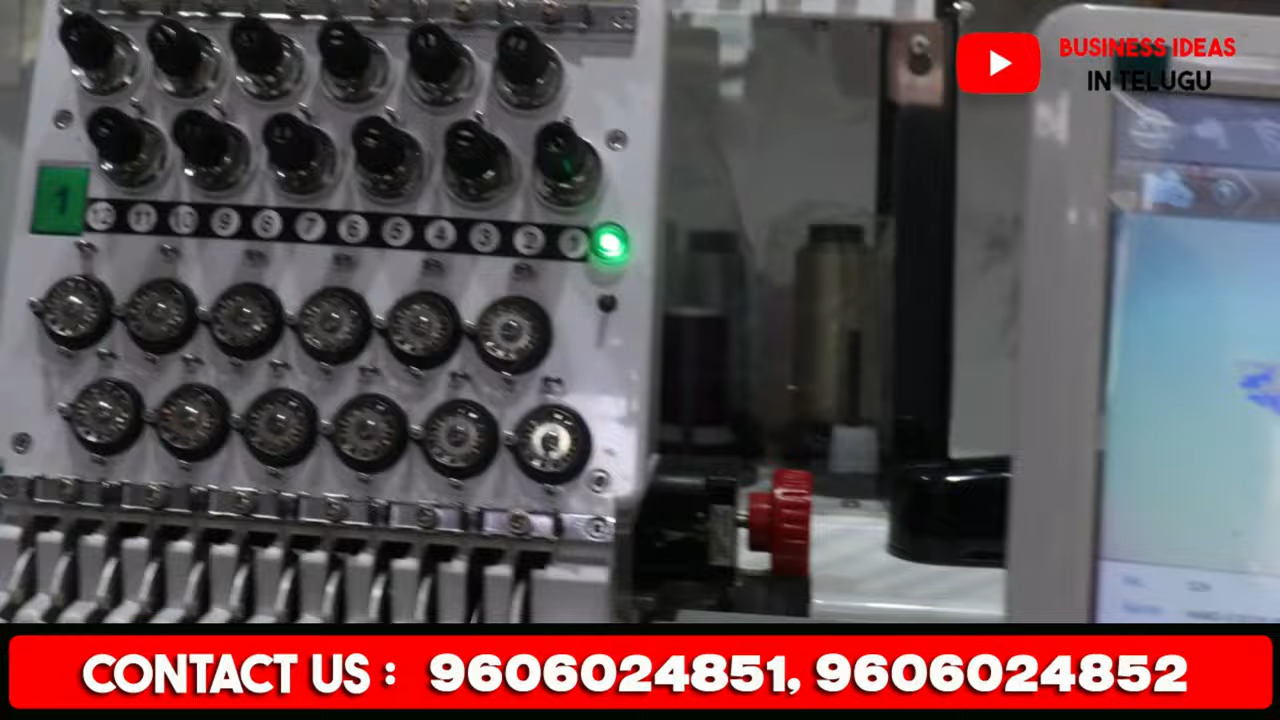 BUSINESS IDEAS
IN TELUGU
1
12 11 10 9 8 7 6 5 4 3 2 1
CONTACT US : 9606024851, 9606024852